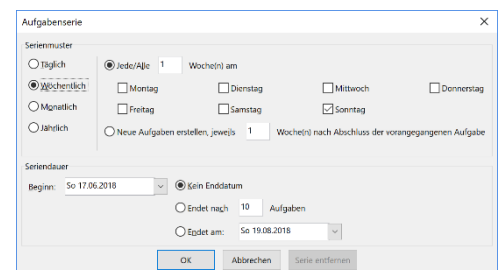 Aufgabenserie
Serienmuster
Täglich
Wöchentlich
Monatlich
Jährlich
Jede/Alle 1 Woche(n) am
Montag Dienstag Mittwoch Donnerstag
Freitag Samstag Sonntag
Neue Aufgaben erstellen, jeweils 1 Woche(n) nach Abschluss der vorangegangenen Aufgabe
Seriendauer
Beginn: So 17.06.2018
Kein Enddatum
Endet nach 10 Aufgaben
Endet am: So 19.08.2018
OK Abbrechen Serie entfernen